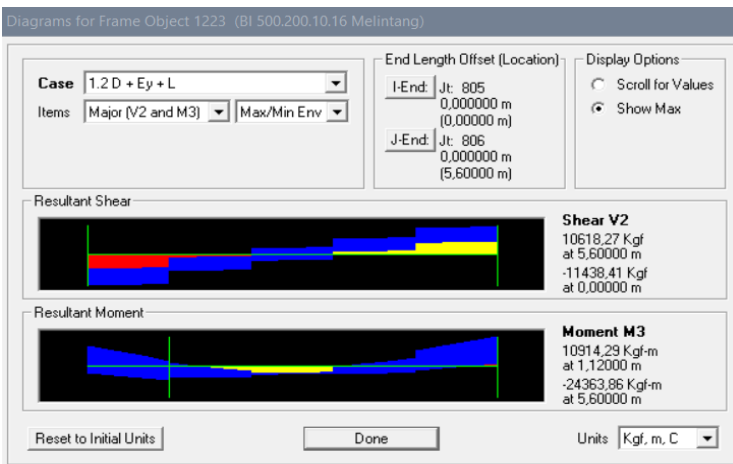 Diagrams for Frame Object 1223 (BI 500.200.10.16 Melintang)
Case 1.2 D + Ey + L
Items Major (V2 and M3) Max/Min Env
End Length Offset (Location)
I-End: Jt: 805
0,000000 m
(0,00000 m)
J-End: Jt: 806
0,000000 m
(5,60000 m)
Display Options
Scroll for Values
Show Max
Resultant Shear
Shear V2
10618,27 Kgf
at 5,60000 m
-11438,41 Kgf
at 0,00000 m
Resultant Moment
Moment M3
10914,29 Kgf-m
at 1,12000 m
-24363,86 Kgf-m
at 5,60000 m
Reset to Initial Units
Done
Units Kgf, m, C